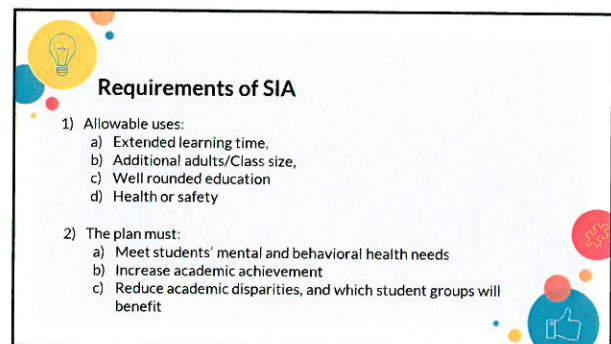 Requirements of SIA
1) Allowable uses:
a) Extended learning time,
b) Additional adults/Class size,
c) Well rounded education
d) Health or safety
2) The plan must:
a) Meet students' mental and behavioral health needs
b) Increase academic achievement
c) Reduce academic disparities, and which student groups will
benefit